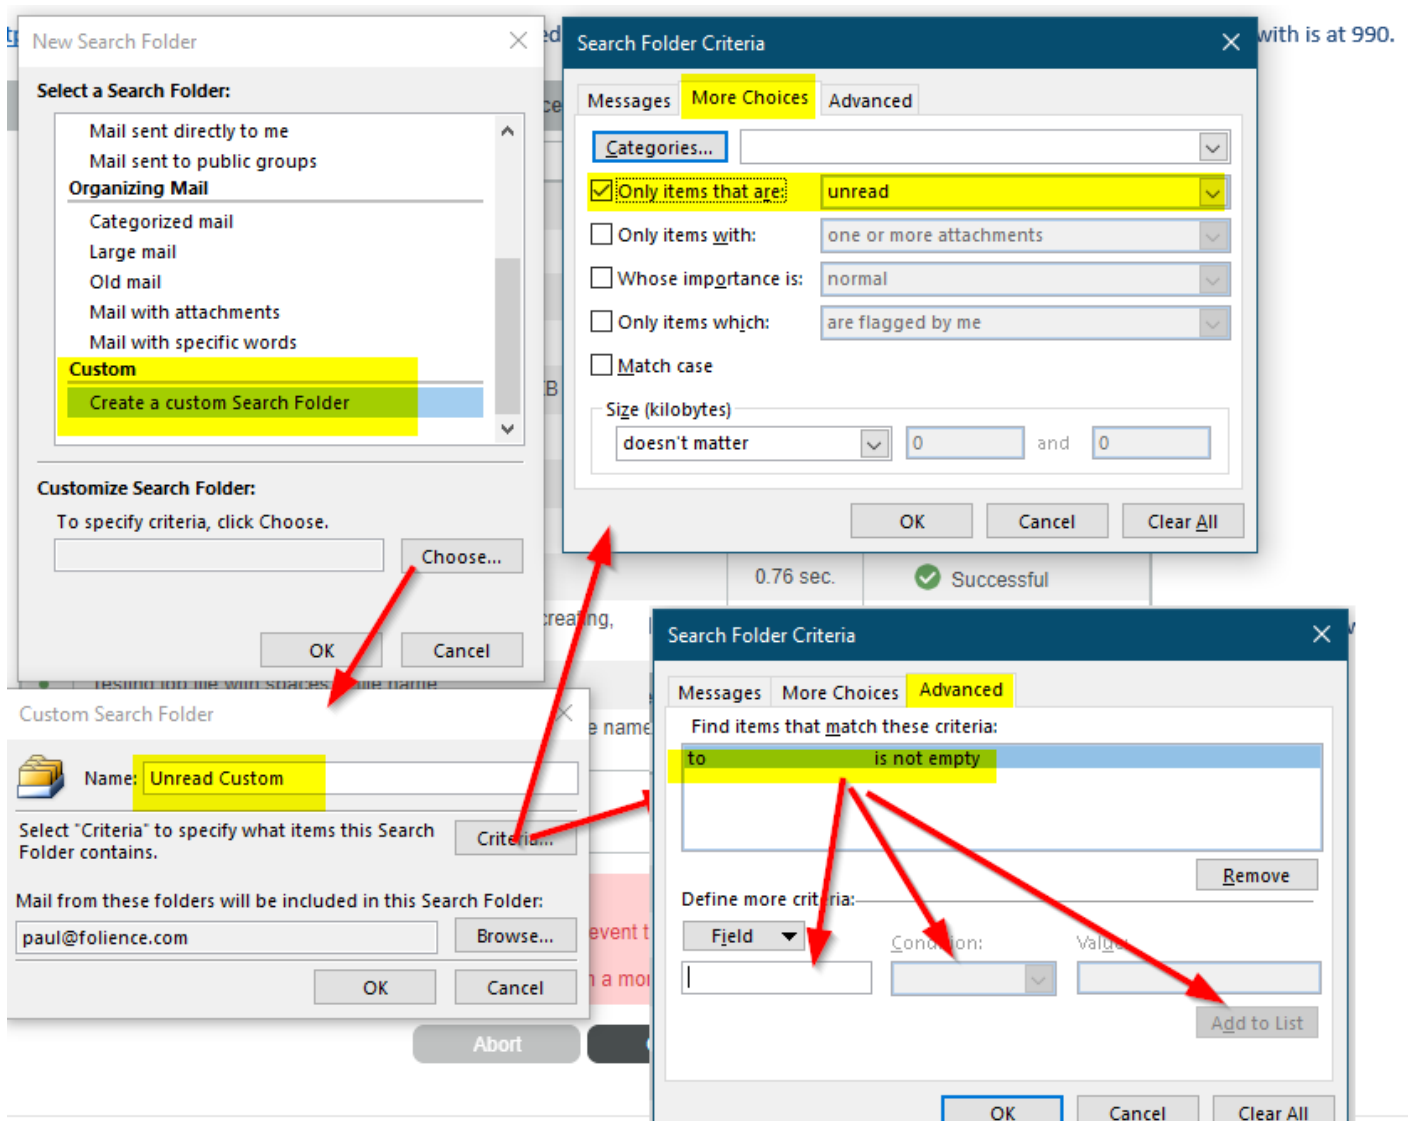 with is at 990.
New Search Folder
Select a Search Folder:
Mail sent directly to me
Mail sent to public groups
Organizing Mail
Categorized mail
Large mail
Old mail
Mail with attachments
Mail with specific words
Custom
Create a custom Search Folder
Customize Search Folder:
To specify criteria, click Choose.
Choose...
OK Cancel
Search Folder Criteria
Messages More Choices Advanced
Categories...
Only items that are: unread
Only items with: one or more attachments
Whose importance is: normal
Only items which: are flagged by me
Match case
Size (kilobytes)
doesn't matter 0 and 0
OK Cancel Clear All
0.76 sec. Successful
creating,
Custom Search Folder
e name
Name: Unread Custom
Select "Criteria" to specify what items this Search
Folder contains.
Criteria...
Mail from these folders will be included in this Search Folder:
paul@folience.com Browse...
OK Cancel
event t
n a mo
Abort
Search Folder Criteria
Messages More Choices Advanced
Find items that match these criteria:
to is not empty
Remove
Define more criteria:
Field Condition: Value:
Add to List
OK Cancel Clear All